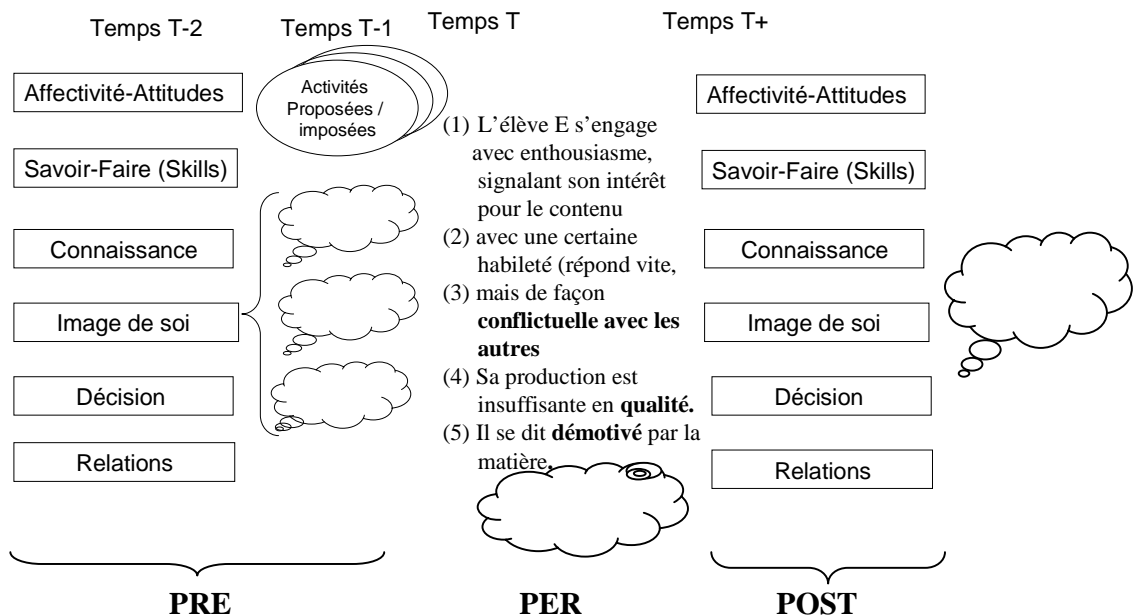 Temps T-2
Temps T-1
Temps T
Temps T+
Affectivité-Attitudes
Savoir-Faire (Skills)
Connaissance
Image de soi
Décision
Relations
Activités
Proposées /
imposées
(1) L'élève E s'engage
avec enthousiasme,
signalant son intérêt
pour le contenu
(2) avec une certaine
habileté (répond vite,
(3) mais de façon
conflictuelle avec les
autres
(4) Sa production est
insuffisante en qualité.
(5) Il se dit démotivé par la
matière.
Affectivité-Attitudes
Savoir-Faire (Skills)
Connaissance
Image de soi
Décision
Relations
PRE
PER
POST